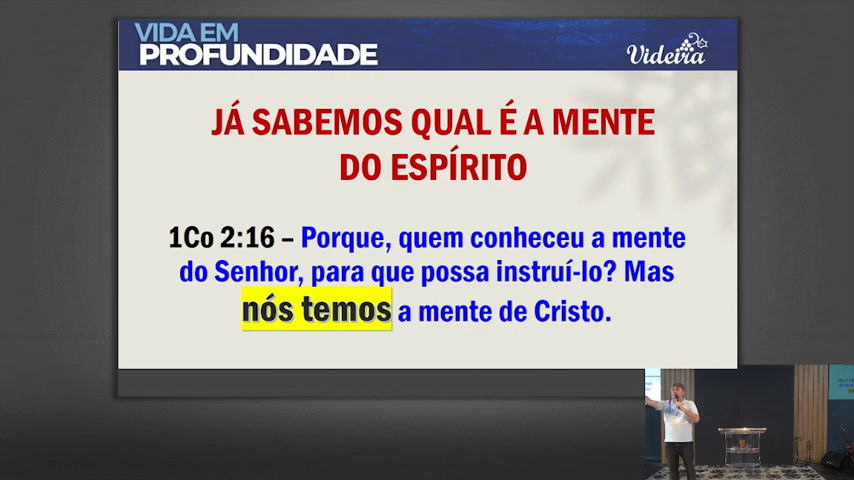 VIDA EM
PROFUNDIDADE
Videira
JÁ SABEMOS QUAL É A MENTE
DO ESPÍRITO
1Co 2:16 – Porque, quem conheceu a mente
do Senhor, para que possa instruí-lo? Mas
nós temos a mente de Cristo.